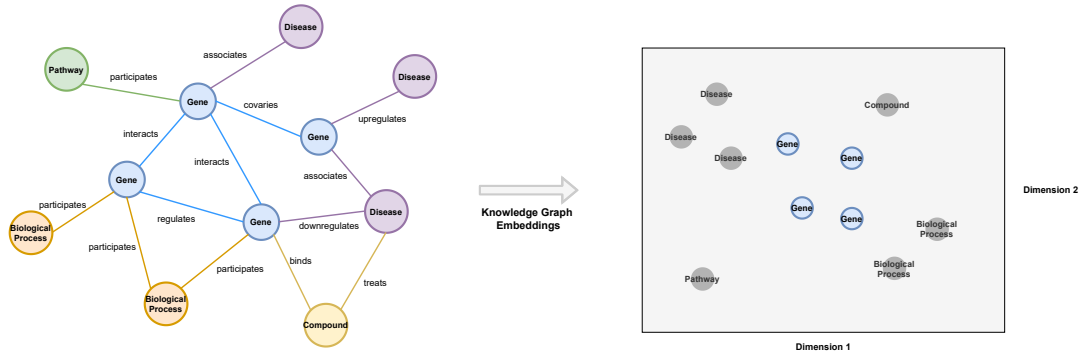 Disease
associates
Pathway
participates
Disease
Gene
covaries
upregulates
interacts
Gene
interacts
associates
Gene
participates
regulates
Gene
downregulates
Disease
Biological
Process
participates
participates
binds
treats
Biological
Process
Compound
Knowledge Graph
Embeddings
Disease
Compound
Disease
Gene
Disease
Gene
Gene
Gene
Biological
Process
Biological
Process
Pathway
Dimension 2
Dimension 1